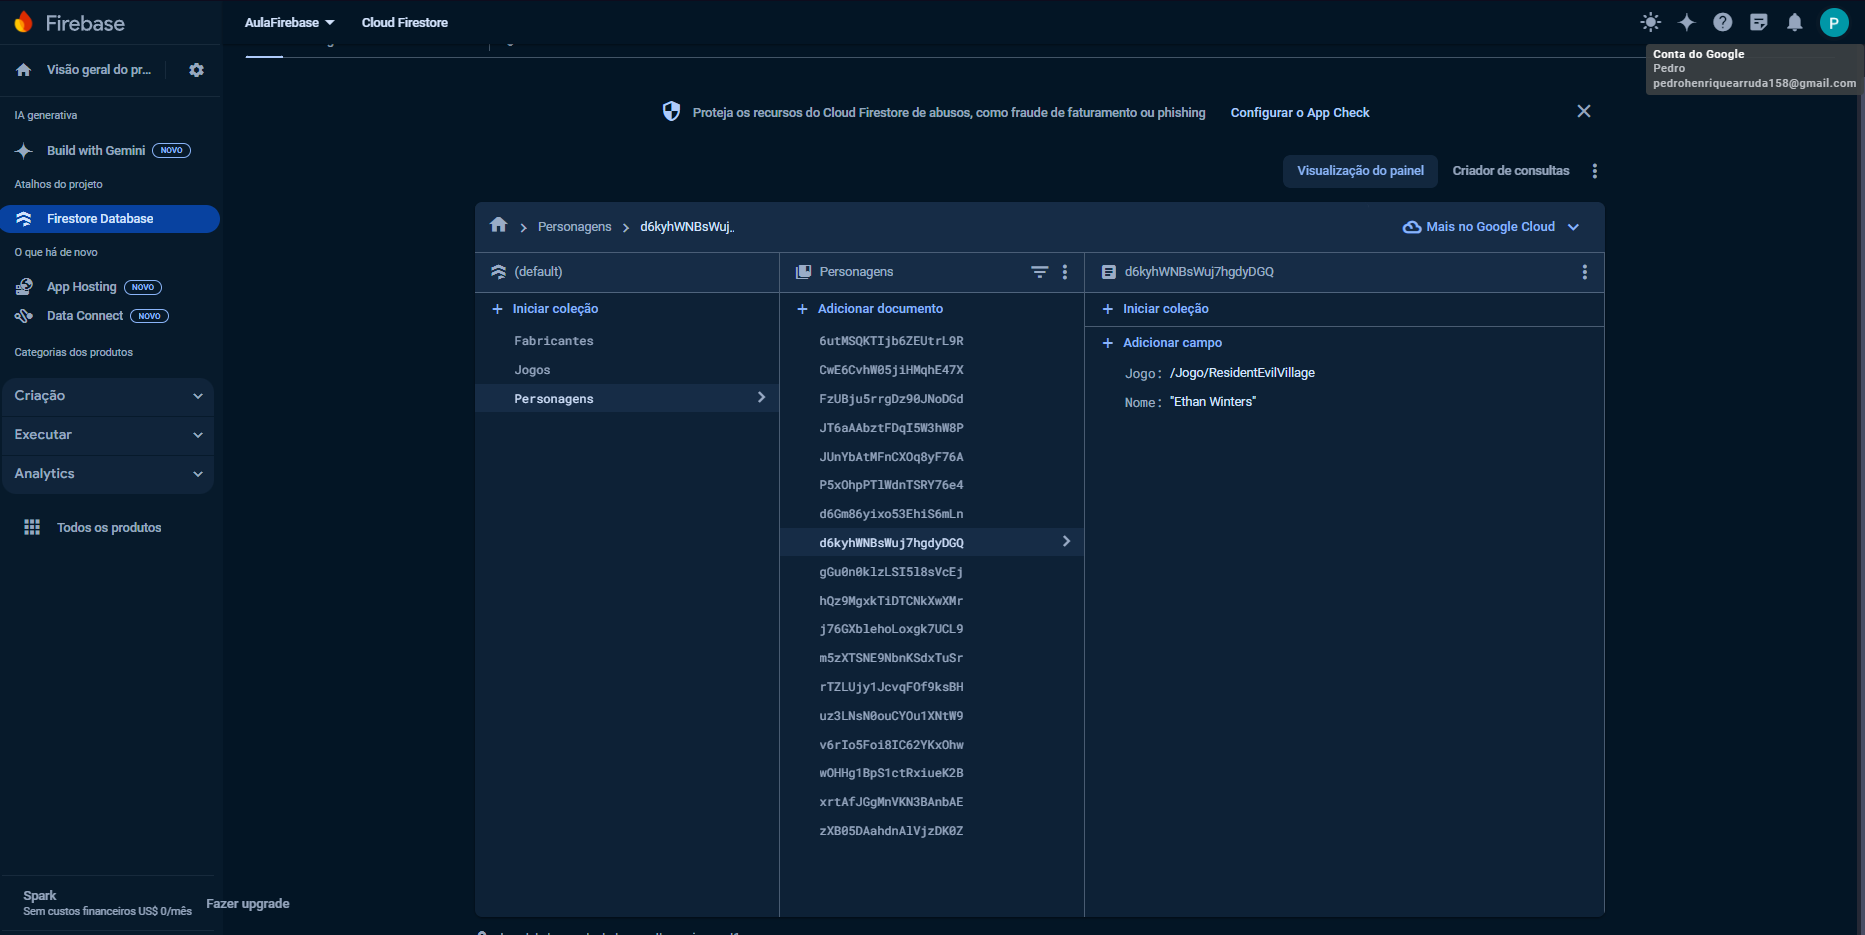 Firebase
AulaFirebase
Cloud Firestore
P
Conta do Google
Pedro
pedrohenriquearruda158@gmail.com
Visão geral do pr...
IA generativa
Build with Gemini NOVO
Atalhos do projeto
Firestore Database
O que há de novo
App Hosting NOVO
Data Connect NOVO
Categorias dos produtos
Criação
Executar
Analytics
Todos os produtos
Spark
Sem custos financeiros US$ 0/mês
Fazer upgrade
Proteja os recursos do Cloud Firestore de abusos, como fraude de faturamento ou phishing
Configurar o App Check
Visualização do painel
Criador de consultas
Personagens
d6kyhWNBsWuj..
Mais no Google Cloud
(default)
Iniciar coleção
Fabricantes
Jogos
Personagens
Personagens
Adicionar documento
6utMSQKTIjb6ZEUtrL9R
CwE6CvhW05jiHMqhE47X
FzUBju5rrgDz90JNoDGd
JT6aAAbztFDqI5W3hW8P
JUnYbAtMFnCXOq8yF76A
P5xOhpPTlWdnTSRY76e4
d6Gm86yixo53EhiS6mLn
d6kyhWNBsWuj7hgdyDGQ
gGu0n0klzLSI5l8sVcEj
hQz9MgxkTiDTCNkXwXMr
j76GXblehoLoxgk7UCL9
m5zXTSNE9NbnKSdxTuSr
rTZLUjy1JcvqFOf9ksBH
uz3LNsN0ouCYOu1XNtW9
v6rIo5Foi8IC62YKxOhw
wOHHg1BpS1ctRxiueK2B
xrtAfJGgMnVKN3BAnbAE
zXB05DAahdnAlVjzDK0Z
d6kyhWNBsWuj7hgdyDGQ
Iniciar coleção
Adicionar campo
Jogo: /Jogo/ResidentEvilVillage
Nome: "Ethan Winters"